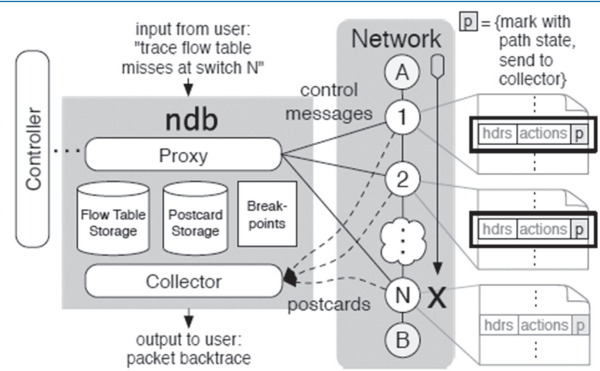 input from user:
"trace flow table
misses at switch N"
Controller
ndb
Proxy
Flow Table
Storage
Postcard
Storage
Break-
points
Collector
output to user:
packet backtrace
control
messages
postcards
Network
A
1
2
N
X
B
p = {mark with
path state,
send to
collector}
hdrs actions p
hdrs actions p
hdrs actions p